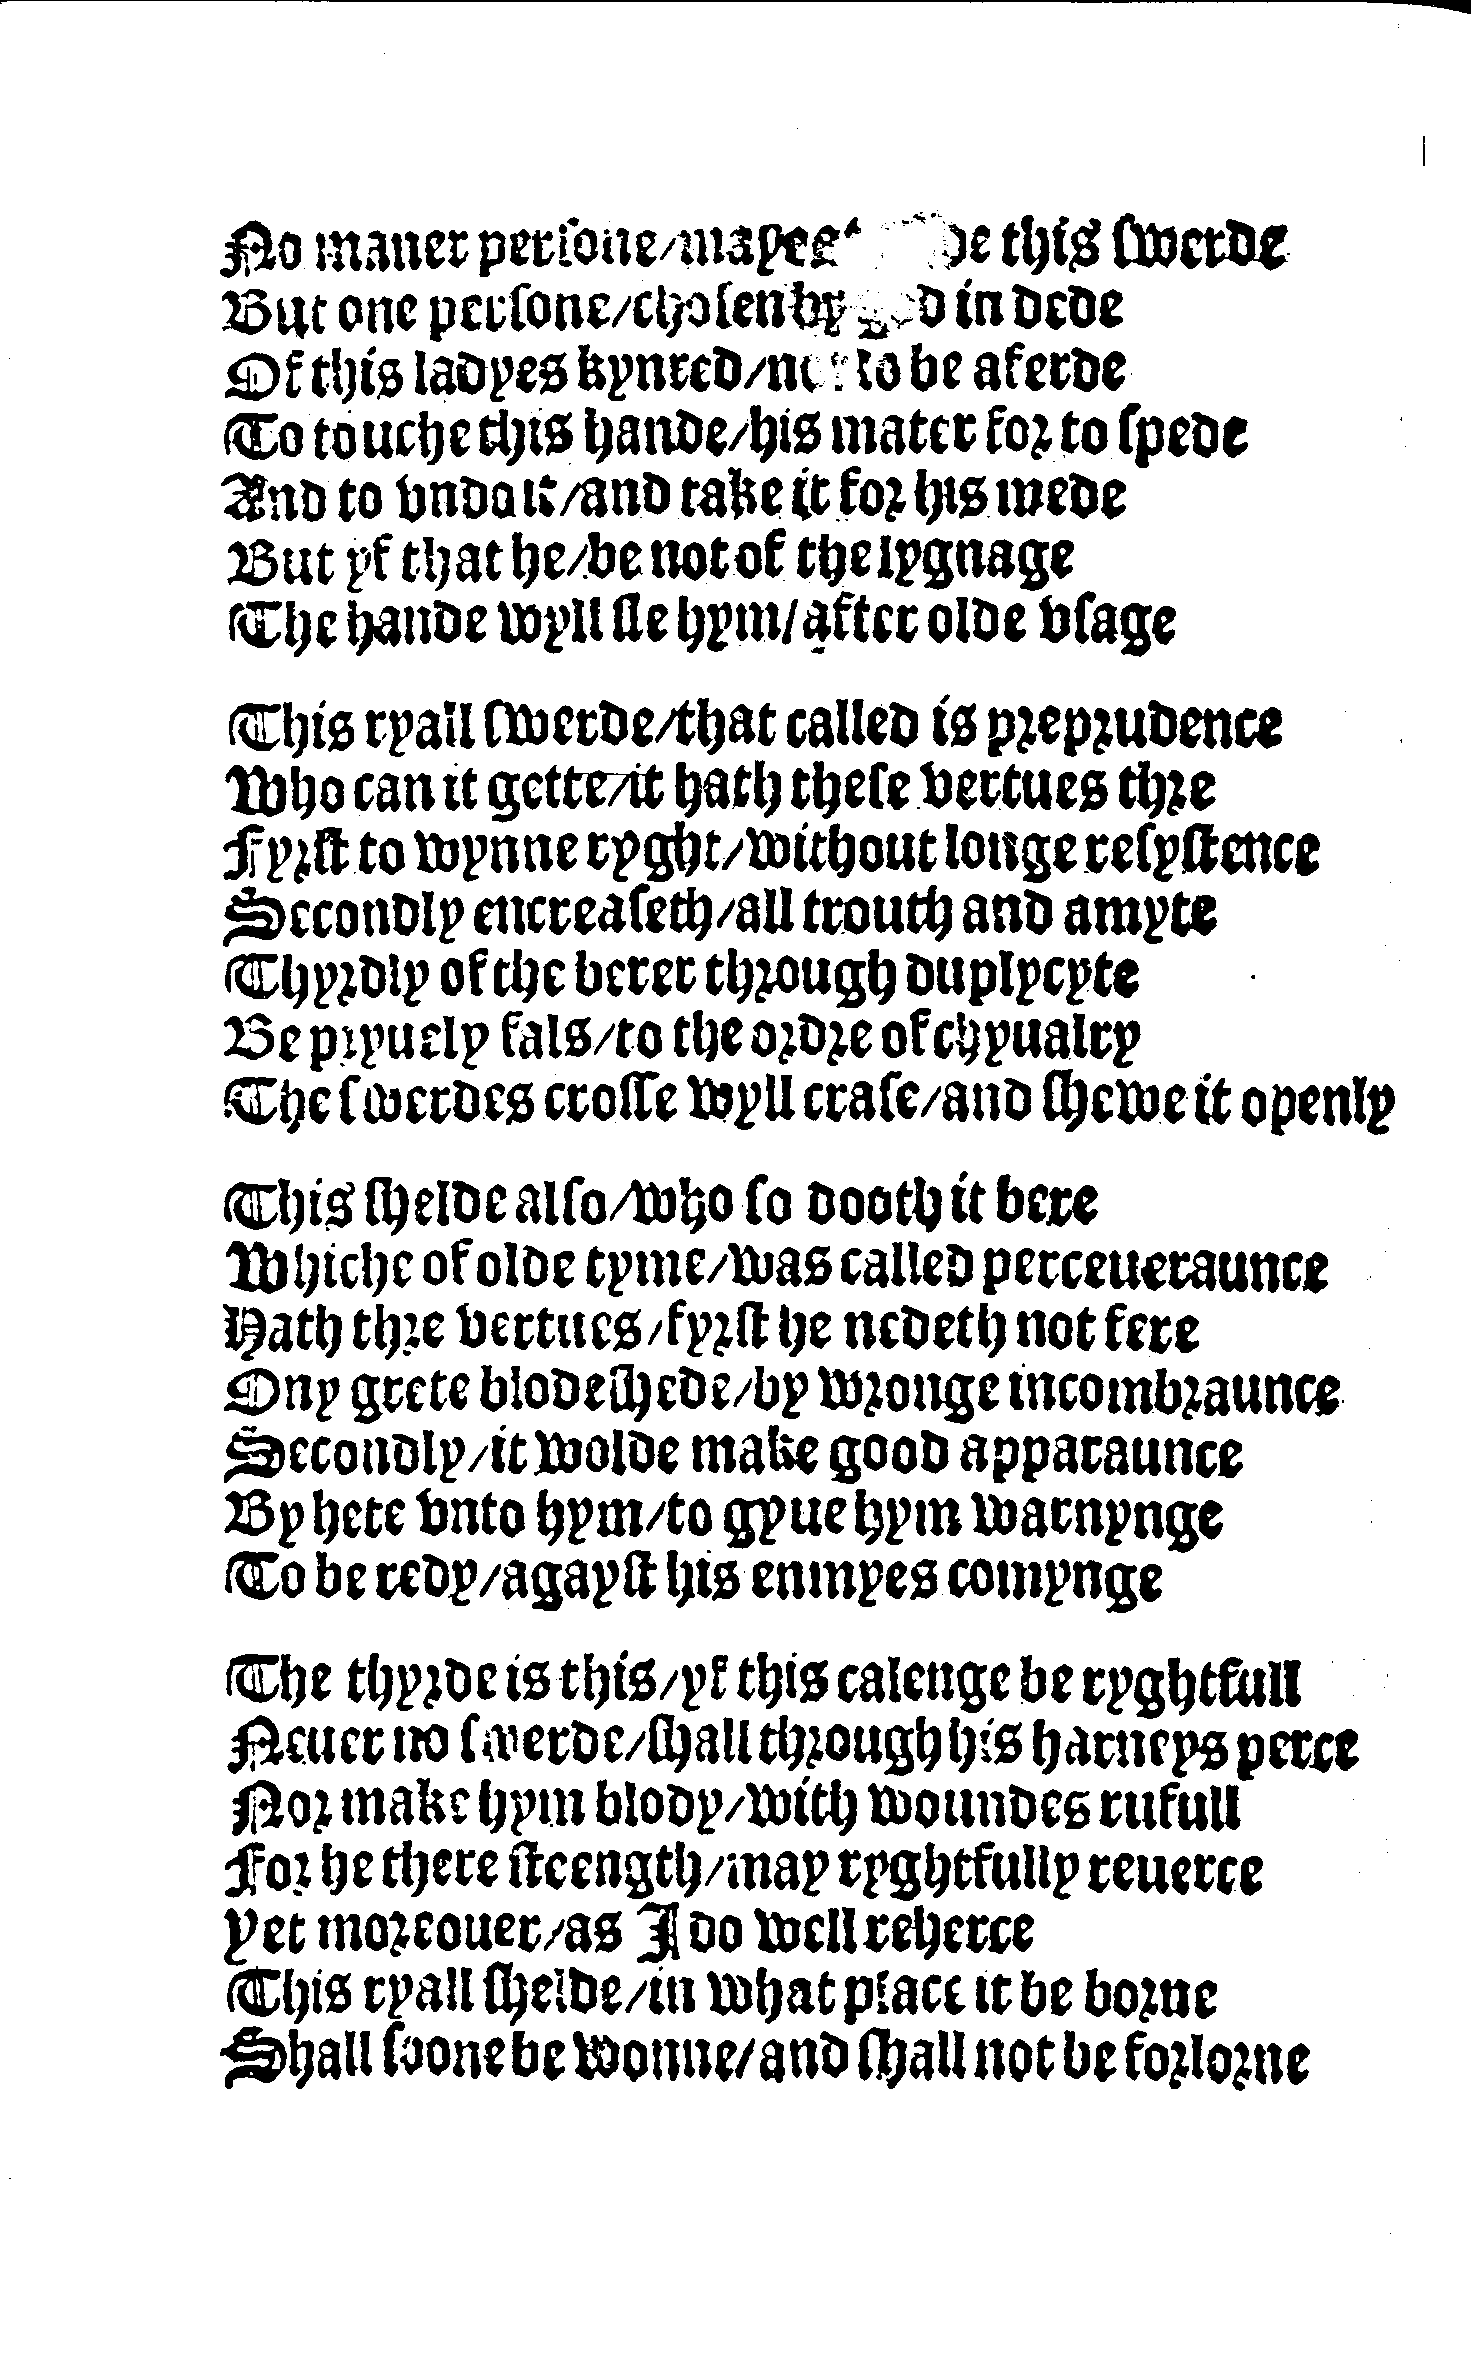 No maner persone/mayes this swerde
But one persone/chosen by god in dede
Of this ladyes kynred/not to be aferde
To touche this hande/his mater for to spede
And to vndo it/and take it for his mede
But yf that he/be not of the lygnage
The hande wyll sle hym/after olde vsage

This ryall swerde/that called is preprudence
Who can it gette/it hath these vertues thre
Fyrst to wynne ryght/without longe resystence
Secondly encreaseth/all trouth and amyte
Thyrdly of the berer through duplycyte
Be pryuely fals/to the ordre of chyualry
The swerdes crosse wyll crase/and shewe it openly

This shelde also/who so dooth it bere
Whiche of olde tyme/was called perceueraunce
Hath thre vertues/fyrst he nedeth not fere
Ony grete blodeshede/by wronge incombraunce
Secondly/it wolde make good apparaunce
By hete vnto hym/to gyue hym warnynge
To be redy/agayst his enmyes comynge

The thyrde is this/yf this calenge be ryghtfull
Neuer no swerde/shall through his harneys perce
Nor make hym blody/with woundes rufull
For he there strength/may ryghtfully reuerce
Yet moreouer/as I do well reherce
This ryall shelde/in what place it be borne
Shall soone be wonne/and shall not be forlorne